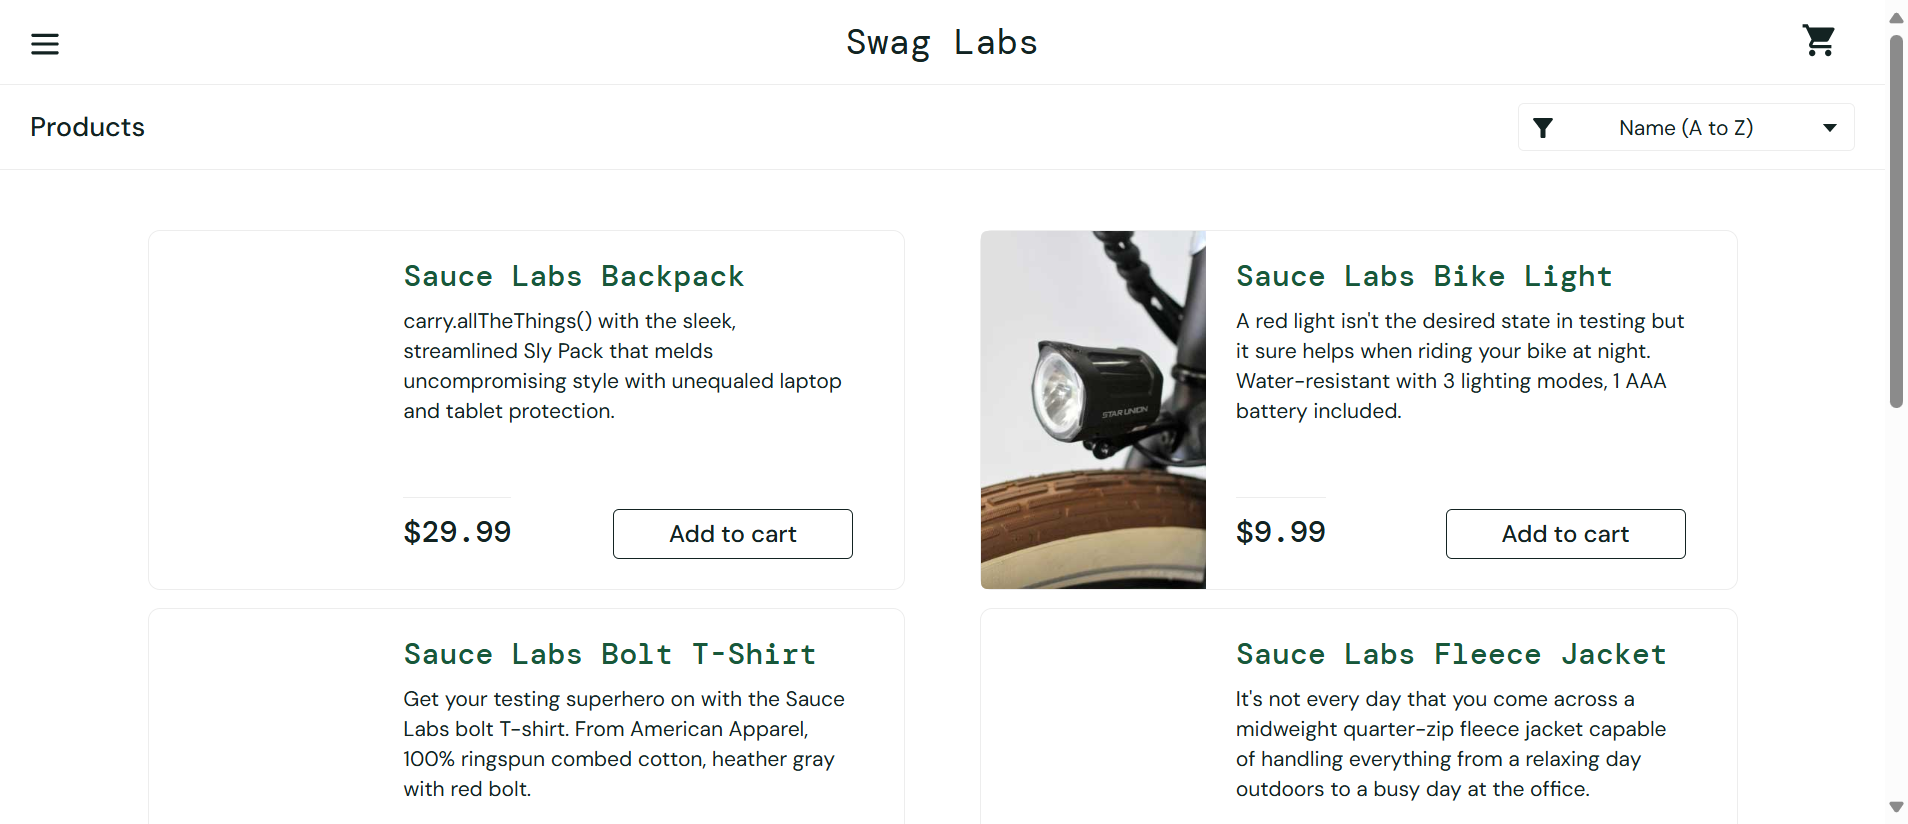 Swag Labs
Products
Name (A to Z)
Sauce Labs Backpack
carry.allTheThings() with the sleek,
streamlined Sly Pack that melds
uncompromising style with unequaled laptop
and tablet protection.
$29.99
Add to cart
STAR UNION
Sauce Labs Bike Light
A red light isn't the desired state in testing but
it sure helps when riding your bike at night.
Water-resistant with 3 lighting modes, 1 AAA
battery included.
$9.99
Add to cart
Sauce Labs Bolt T-Shirt
Get your testing superhero on with the Sauce
Labs bolt T-shirt. From American Apparel,
100% ringspun combed cotton, heather gray
with red bolt.
Sauce Labs Fleece Jacket
It's not every day that you come across a
midweight quarter-zip fleece jacket capable
of handling everything from a relaxing day
outdoors to a busy day at the office.